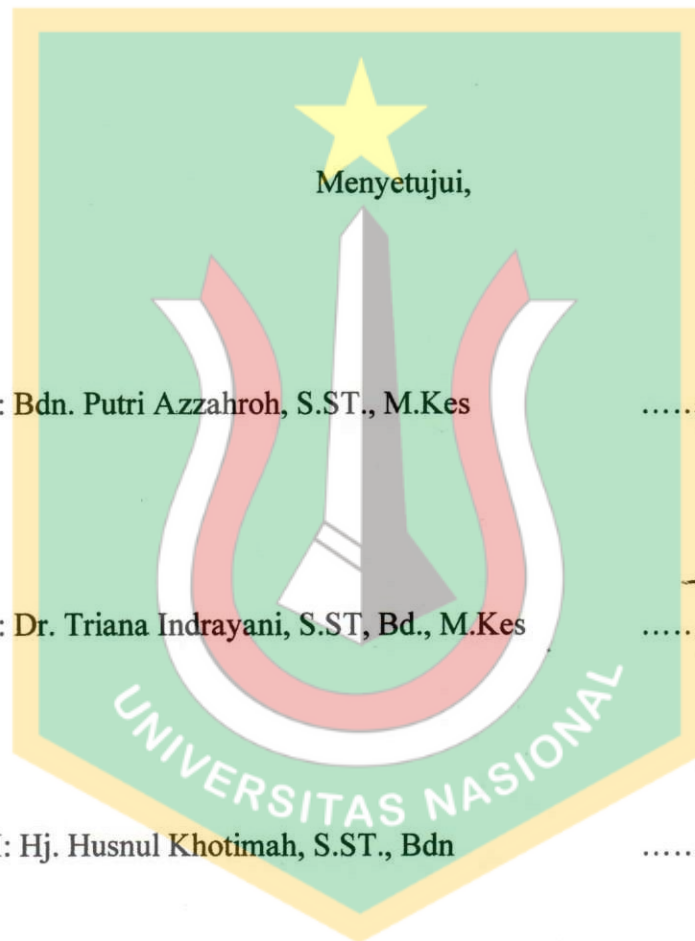 Menyetujui,
: Bdn. Putri Azzahroh, S.ST., M.Kes ......
: Dr. Triana Indrayani, S.ST, Bd., M.Kes ......
: Hj. Husnul Khotimah, S.ST., Bdn ......
UNIVERSITAS NASIONAL